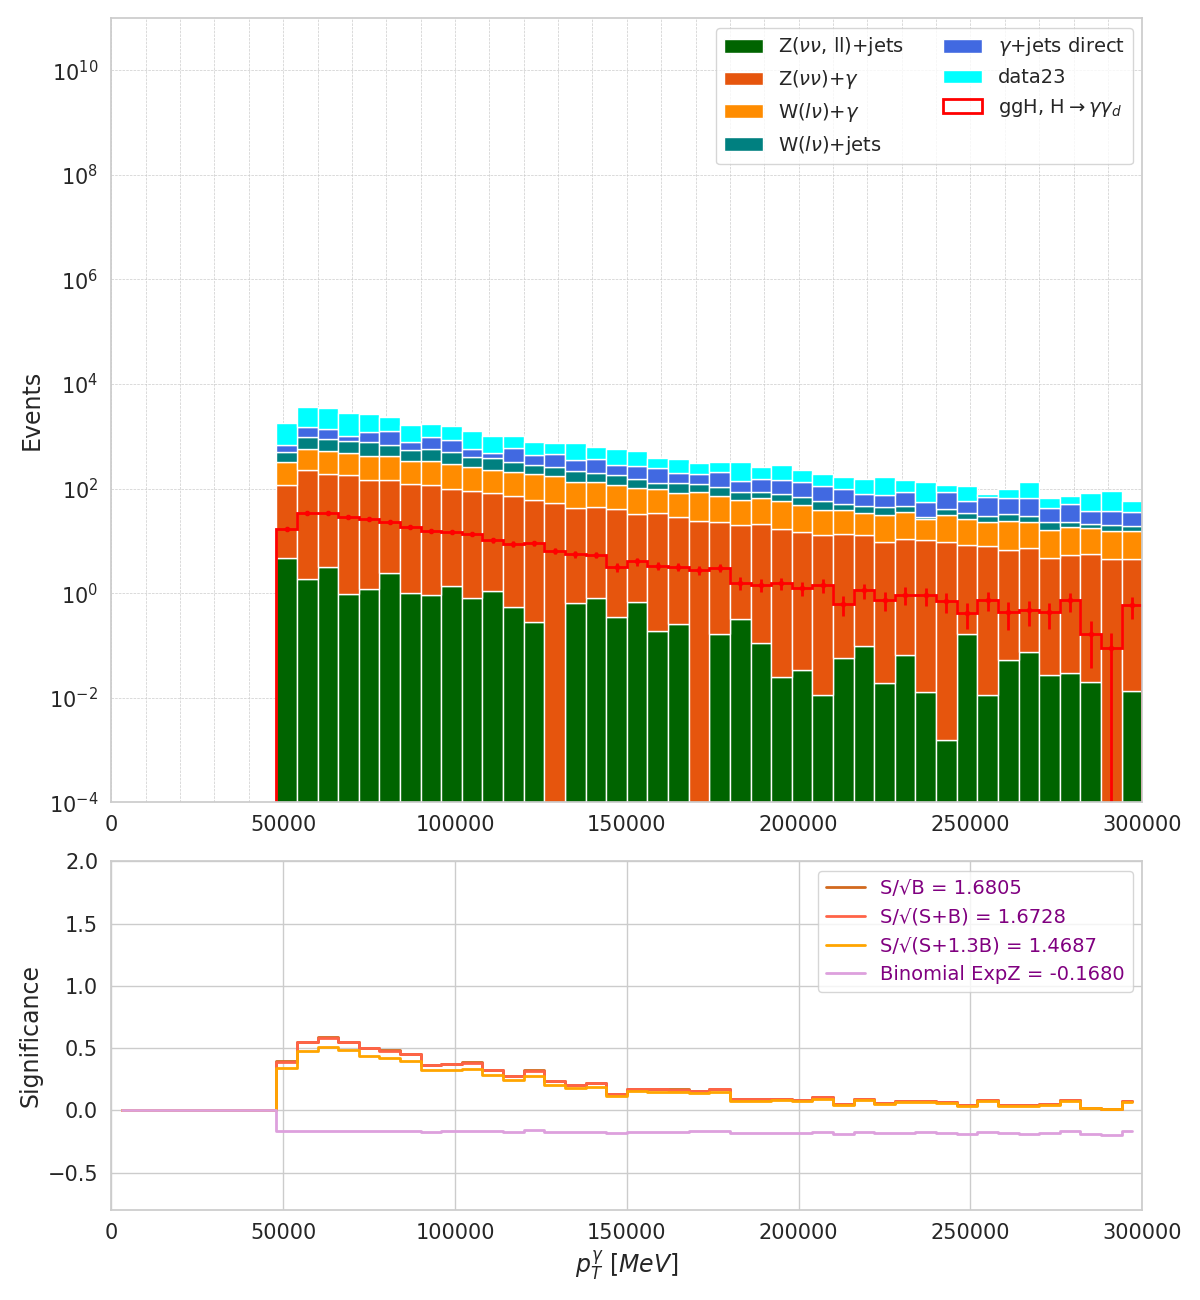 Z(νν, ll)+jets
Z(νν)+γ
W(lν)+γ
W(lν)+jets
γ+jets direct
data23
ggH, H→γγ_d
Events
10^10
10^8
10^6
10^4
10^2
10^0
10^−2
10^−4
0 50000 100000 150000 200000 250000 300000
S/√B = 1.6805
S/√(S+B) = 1.6728
S/√(S+1.3B) = 1.4687
Binomial ExpZ = -0.1680
Significance
2.0
1.5
1.0
0.5
0.0
−0.5
0 50000 100000 150000 200000 250000 300000
p_T^γ [MeV]